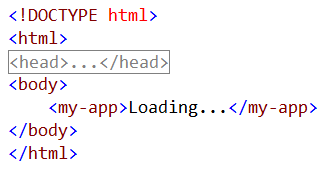 <!DOCTYPE html>
<html>
<head>...</head>
<body>
<my-app>Loading...</my-app>
</body>
</html>